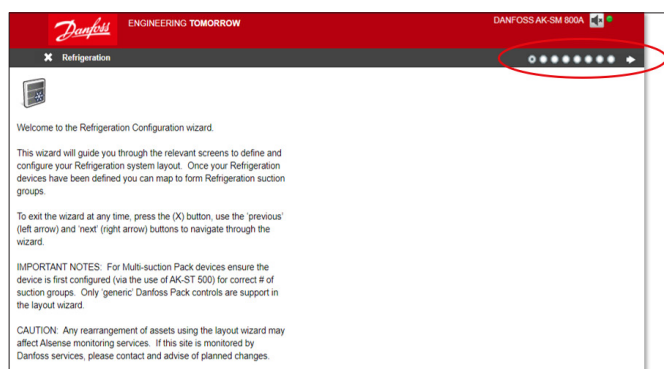 Danfoss
ENGINEERING TOMORROW
DANFOSS AK-SM 800A
X Refrigeration
Welcome to the Refrigeration Configuration wizard.
This wizard will guide you through the relevant screens to define and
configure your Refrigeration system layout. Once your Refrigeration
devices have been defined you can map to form Refrigeration suction
groups.
To exit the wizard at any time, press the (X) button, use the 'previous'
(left arrow) and 'next' (right arrow) buttons to navigate through the
wizard.
IMPORTANT NOTES: For Multi-suction Pack devices ensure the
device is first configured (via the use of AK-ST 500) for correct # of
suction groups. Only 'generic' Danfoss Pack controls are support in
the layout wizard.
CAUTION: Any rearrangement of assets using the layout wizard may
affect Alsense monitoring services. If this site is monitored by
Danfoss services, please contact and advise of planned changes.